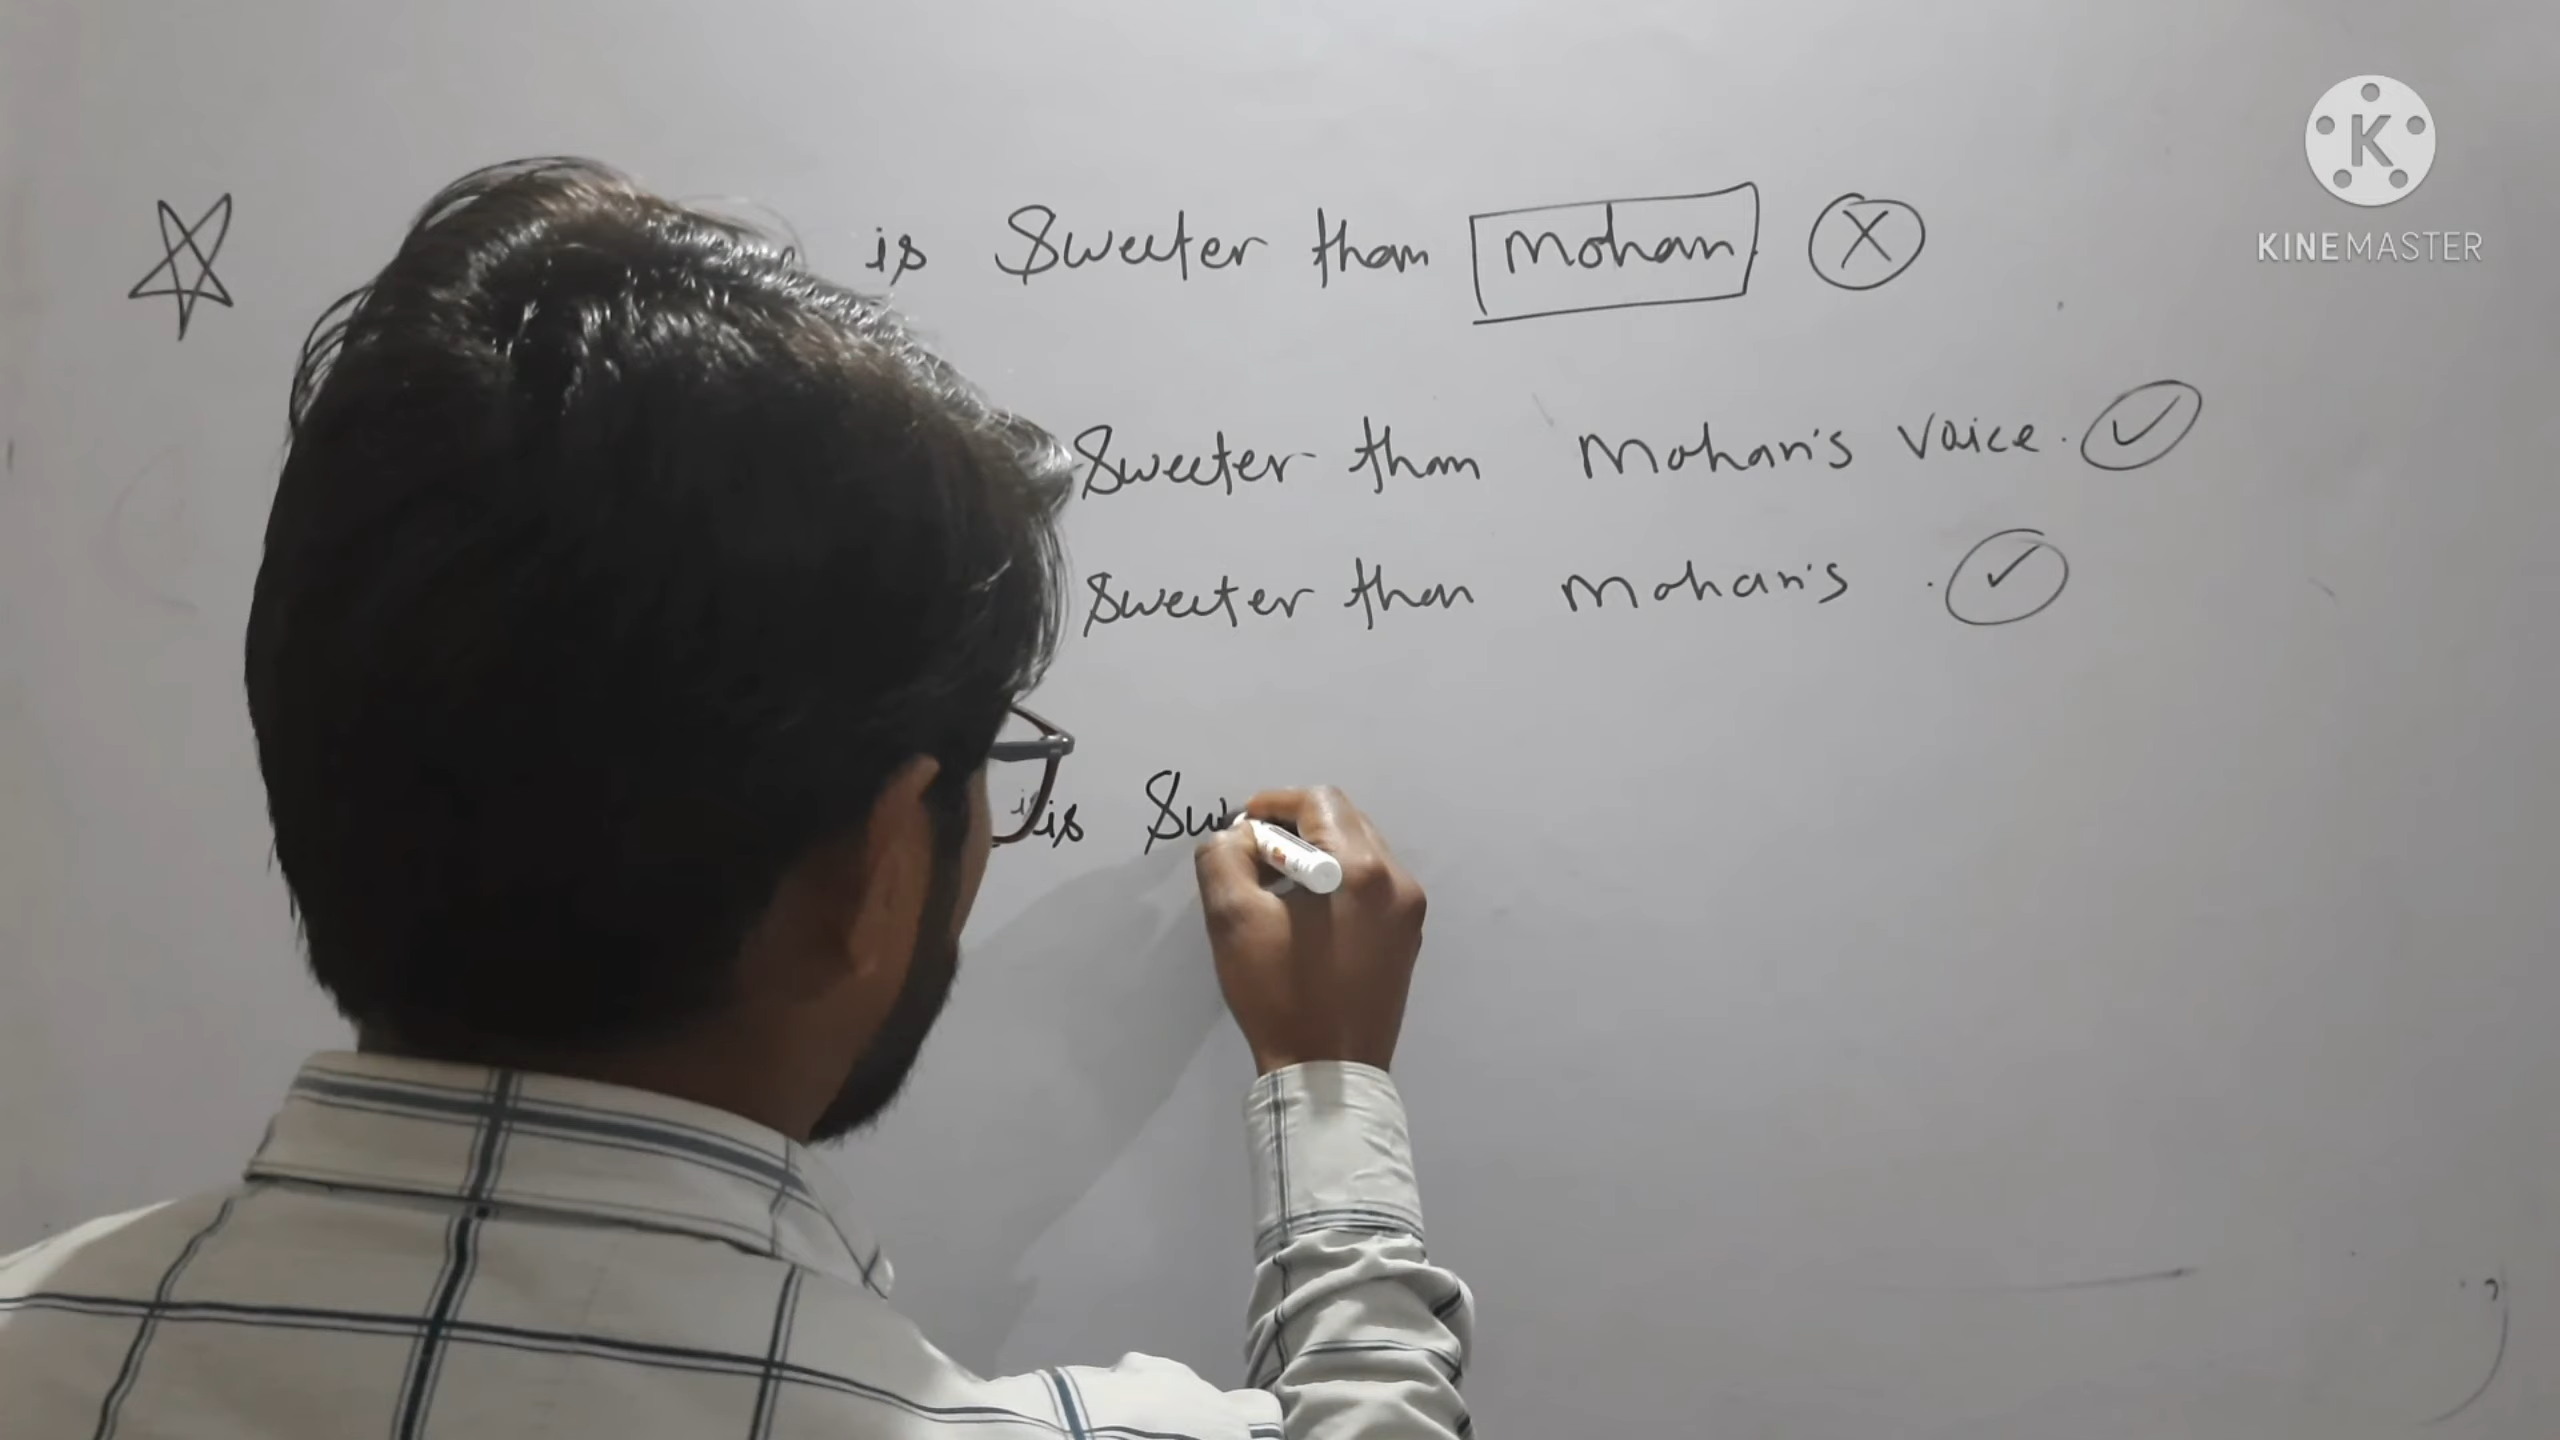 is Sweeter than Mohan. X
Sweeter than Mohan's Voice.
Sweeter than Mohan's .
is Sw
K
KINEMASTER